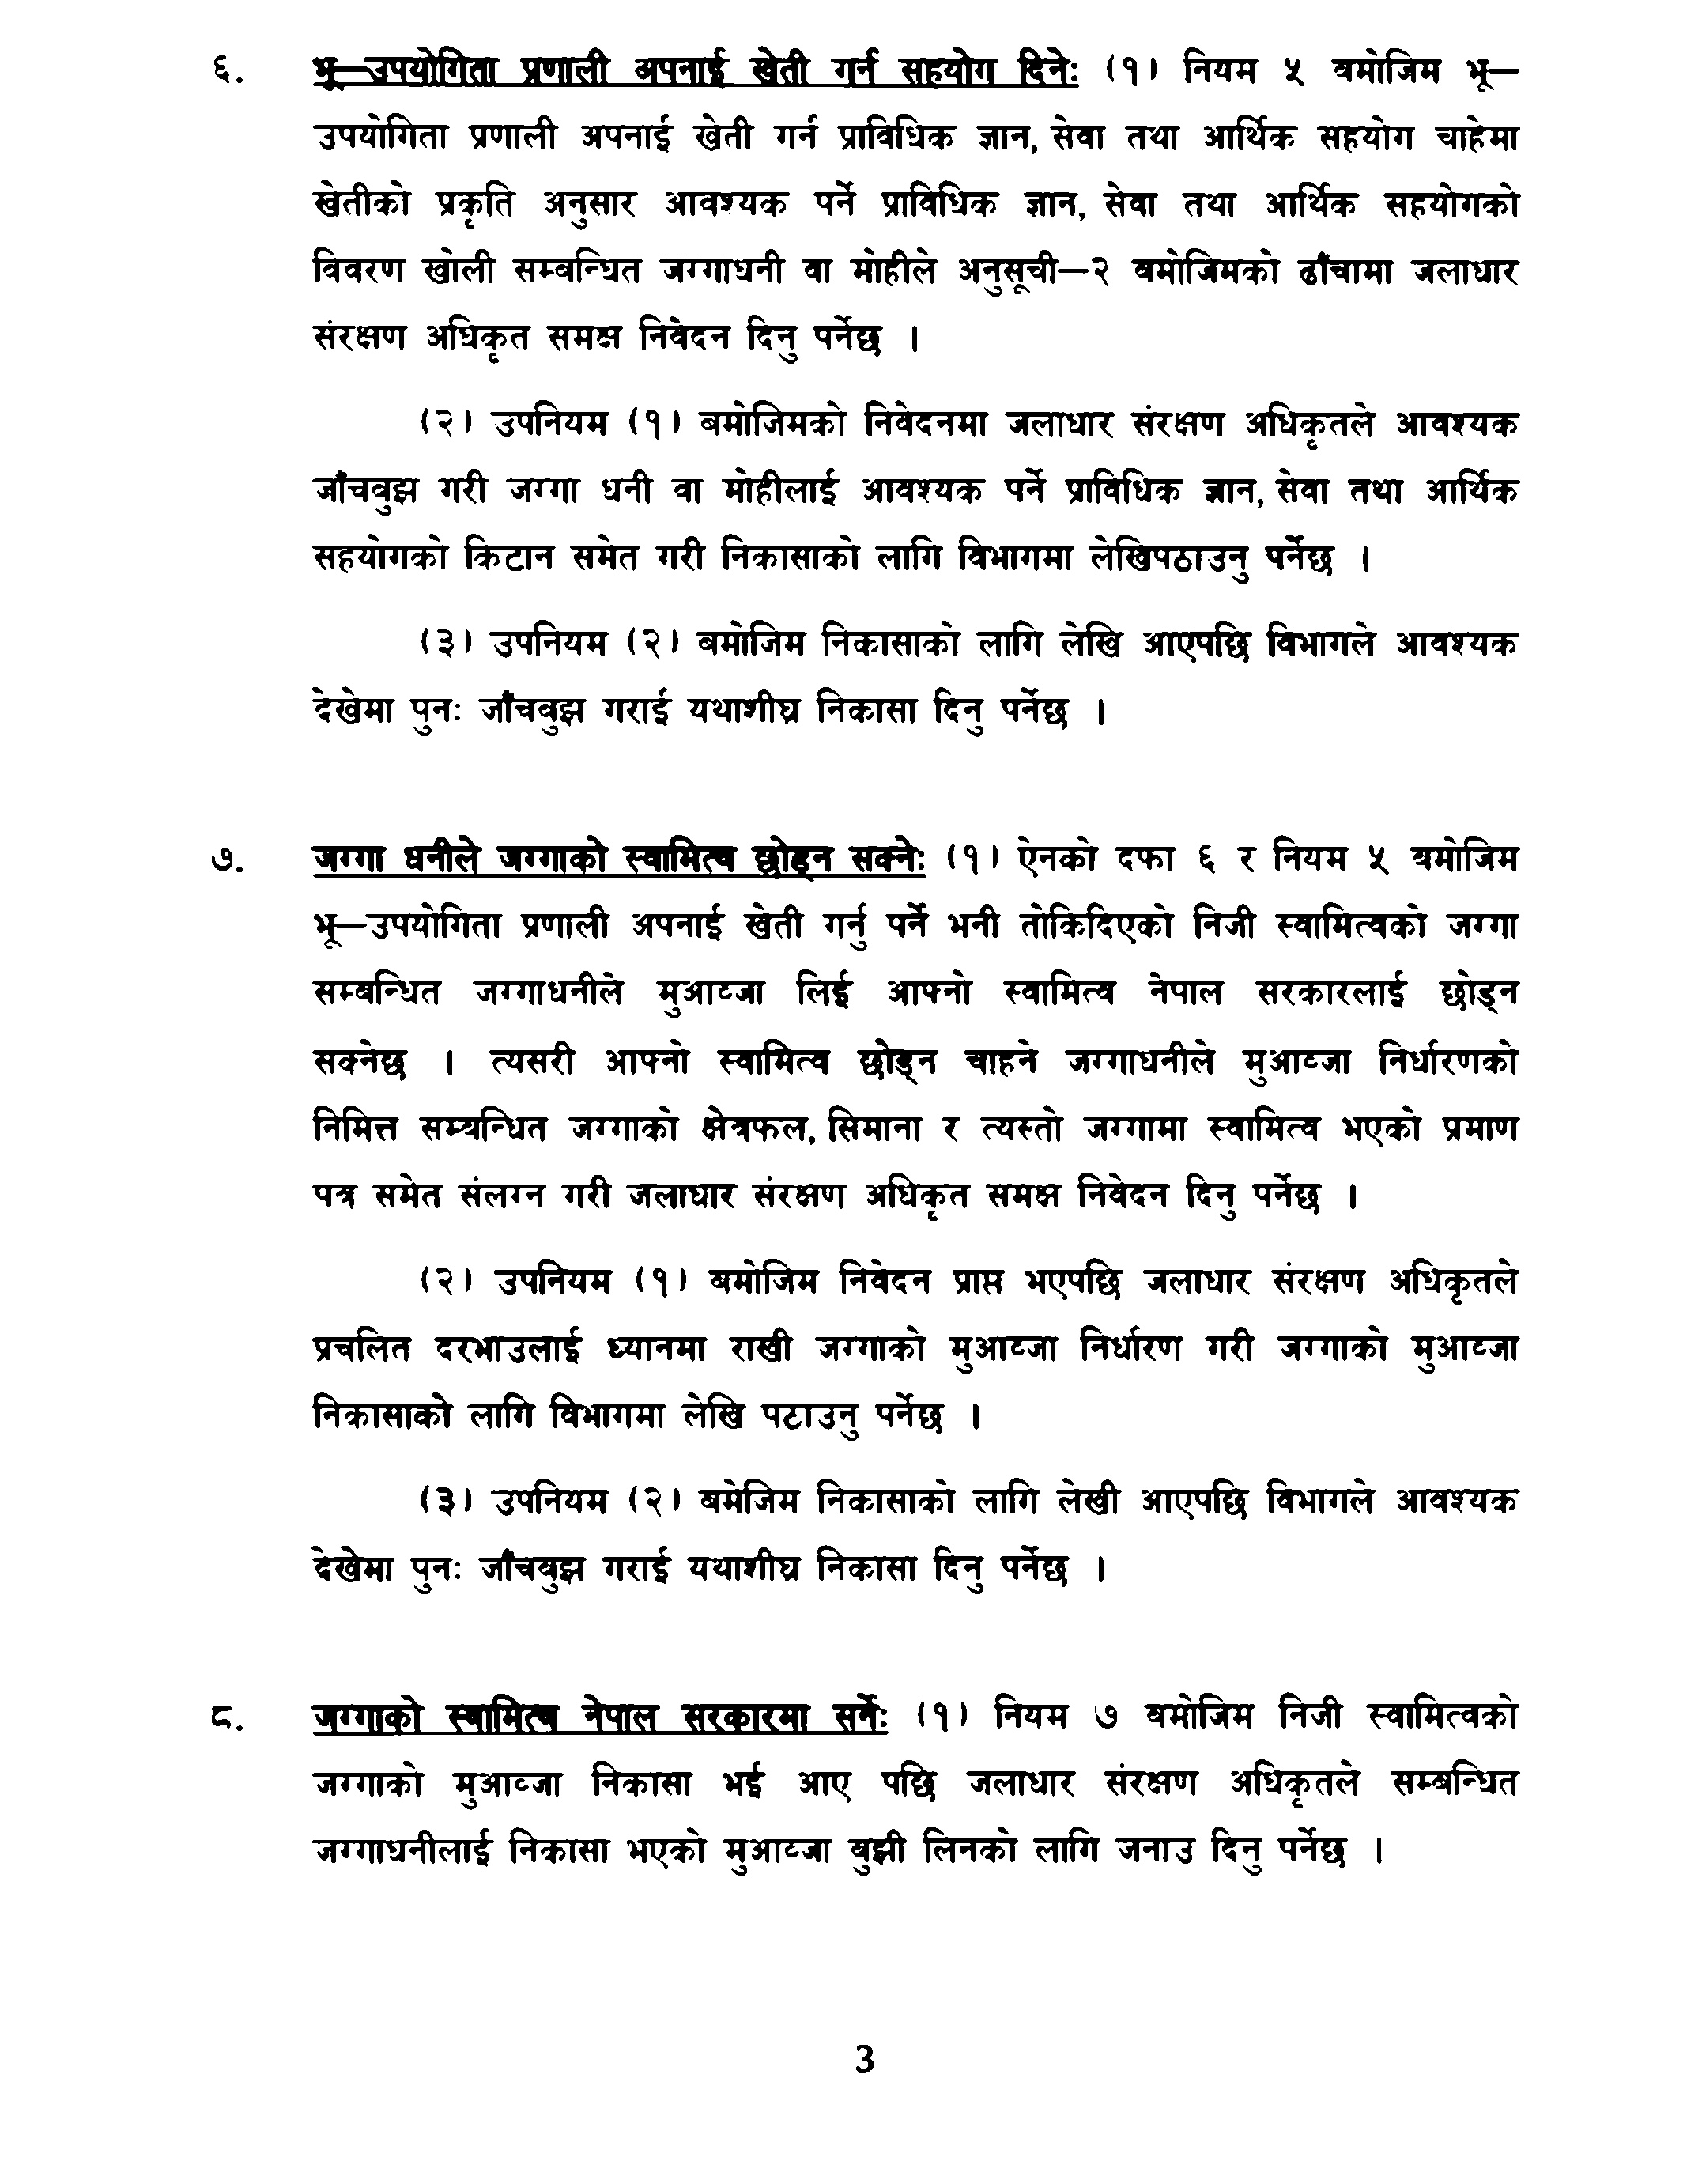 ६. भू—उपयोगिता प्रणाली अपनाई खेती गर्न सहयोग दिनेः (१) नियम ५ बमोजिम भू—
उपयोगिता प्रणाली अपनाई खेती गर्न प्राविधिक ज्ञान, सेवा तथा आर्थिक सहयोग चाहेमा
खेतीको प्रकृति अनुसार आवश्यक पर्ने प्राविधिक ज्ञान, सेवा तथा आर्थिक सहयोगको
विवरण खोली सम्बन्धित जग्गाधनी वा मोहीले अनुसूची—२ बमोजिमको ढाँचामा जलाधार
संरक्षण अधिकृत समक्ष निवेदन दिनु पर्नेछ ।
(२) उपनियम (१) बमोजिमको निवेदनमा जलाधार संरक्षण अधिकृतले आवश्यक
जाँचबुझ गरी जग्गा धनी वा मोहीलाई आवश्यक पर्ने प्राविधिक ज्ञान, सेवा तथा आर्थिक
सहयोगको किटान समेत गरी निकासाको लागि विभागमा लेखिपठाउनु पर्नेछ ।
(३) उपनियम (२) बमोजिम निकासाको लागि लेखि आएपछि विभागले आवश्यक
देखेमा पुनः जाँचबुझ गराई यथाशीघ्र निकासा दिनु पर्नेछ ।
७. जग्गा धनीले जग्गाको स्वामित्व छोड्न सक्नेः (१) ऐनको दफा ६ र नियम ५ बमोजिम
भू—उपयोगिता प्रणाली अपनाई खेती गर्नु पर्ने भनी तोकिदिएको निजी स्वामित्वको जग्गा
सम्बन्धित जग्गाधनीले मुआब्जा लिई आफ्नो स्वामित्व नेपाल सरकारलाई छोड्न
सक्नेछ । त्यसरी आफ्नो स्वामित्व छोड्न चाहने जग्गाधनीले मुआब्जा निर्धारणको
निमित्त सम्बन्धित जग्गाको क्षेत्रफल, सिमाना र त्यस्तो जग्गामा स्वामित्व भएको प्रमाण
पत्र समेत संलग्न गरी जलाधार संरक्षण अधिकृत समक्ष निवेदन दिनु पर्नेछ ।
(२) उपनियम (१) बमोजिम निवेदन प्राप्त भएपछि जलाधार संरक्षण अधिकृतले
प्रचलित दरभाउलाई ध्यानमा राखी जग्गाको मुआब्जा निर्धारण गरी जग्गाको मुआब्जा
निकासाको लागि विभागमा लेखि पटाउनु पर्नेछ ।
(३) उपनियम (२) बमेजिम निकासाको लागि लेखी आएपछि विभागले आवश्यक
देखेमा पुनः जाँचबुझ गराई यथाशीघ्र निकासा दिनु पर्नेछ ।
८. जग्गाको स्वामित्व नेपाल सरकारमा सर्नेः (१) नियम ७ बमोजिम निजी स्वामित्वको
जग्गाको मुआब्जा निकासा भई आए पछि जलाधार संरक्षण अधिकृतले सम्बन्धित
जग्गाधनीलाई निकासा भएको मुआब्जा बुझी लिनको लागि जनाउ दिनु पर्नेछ ।
3